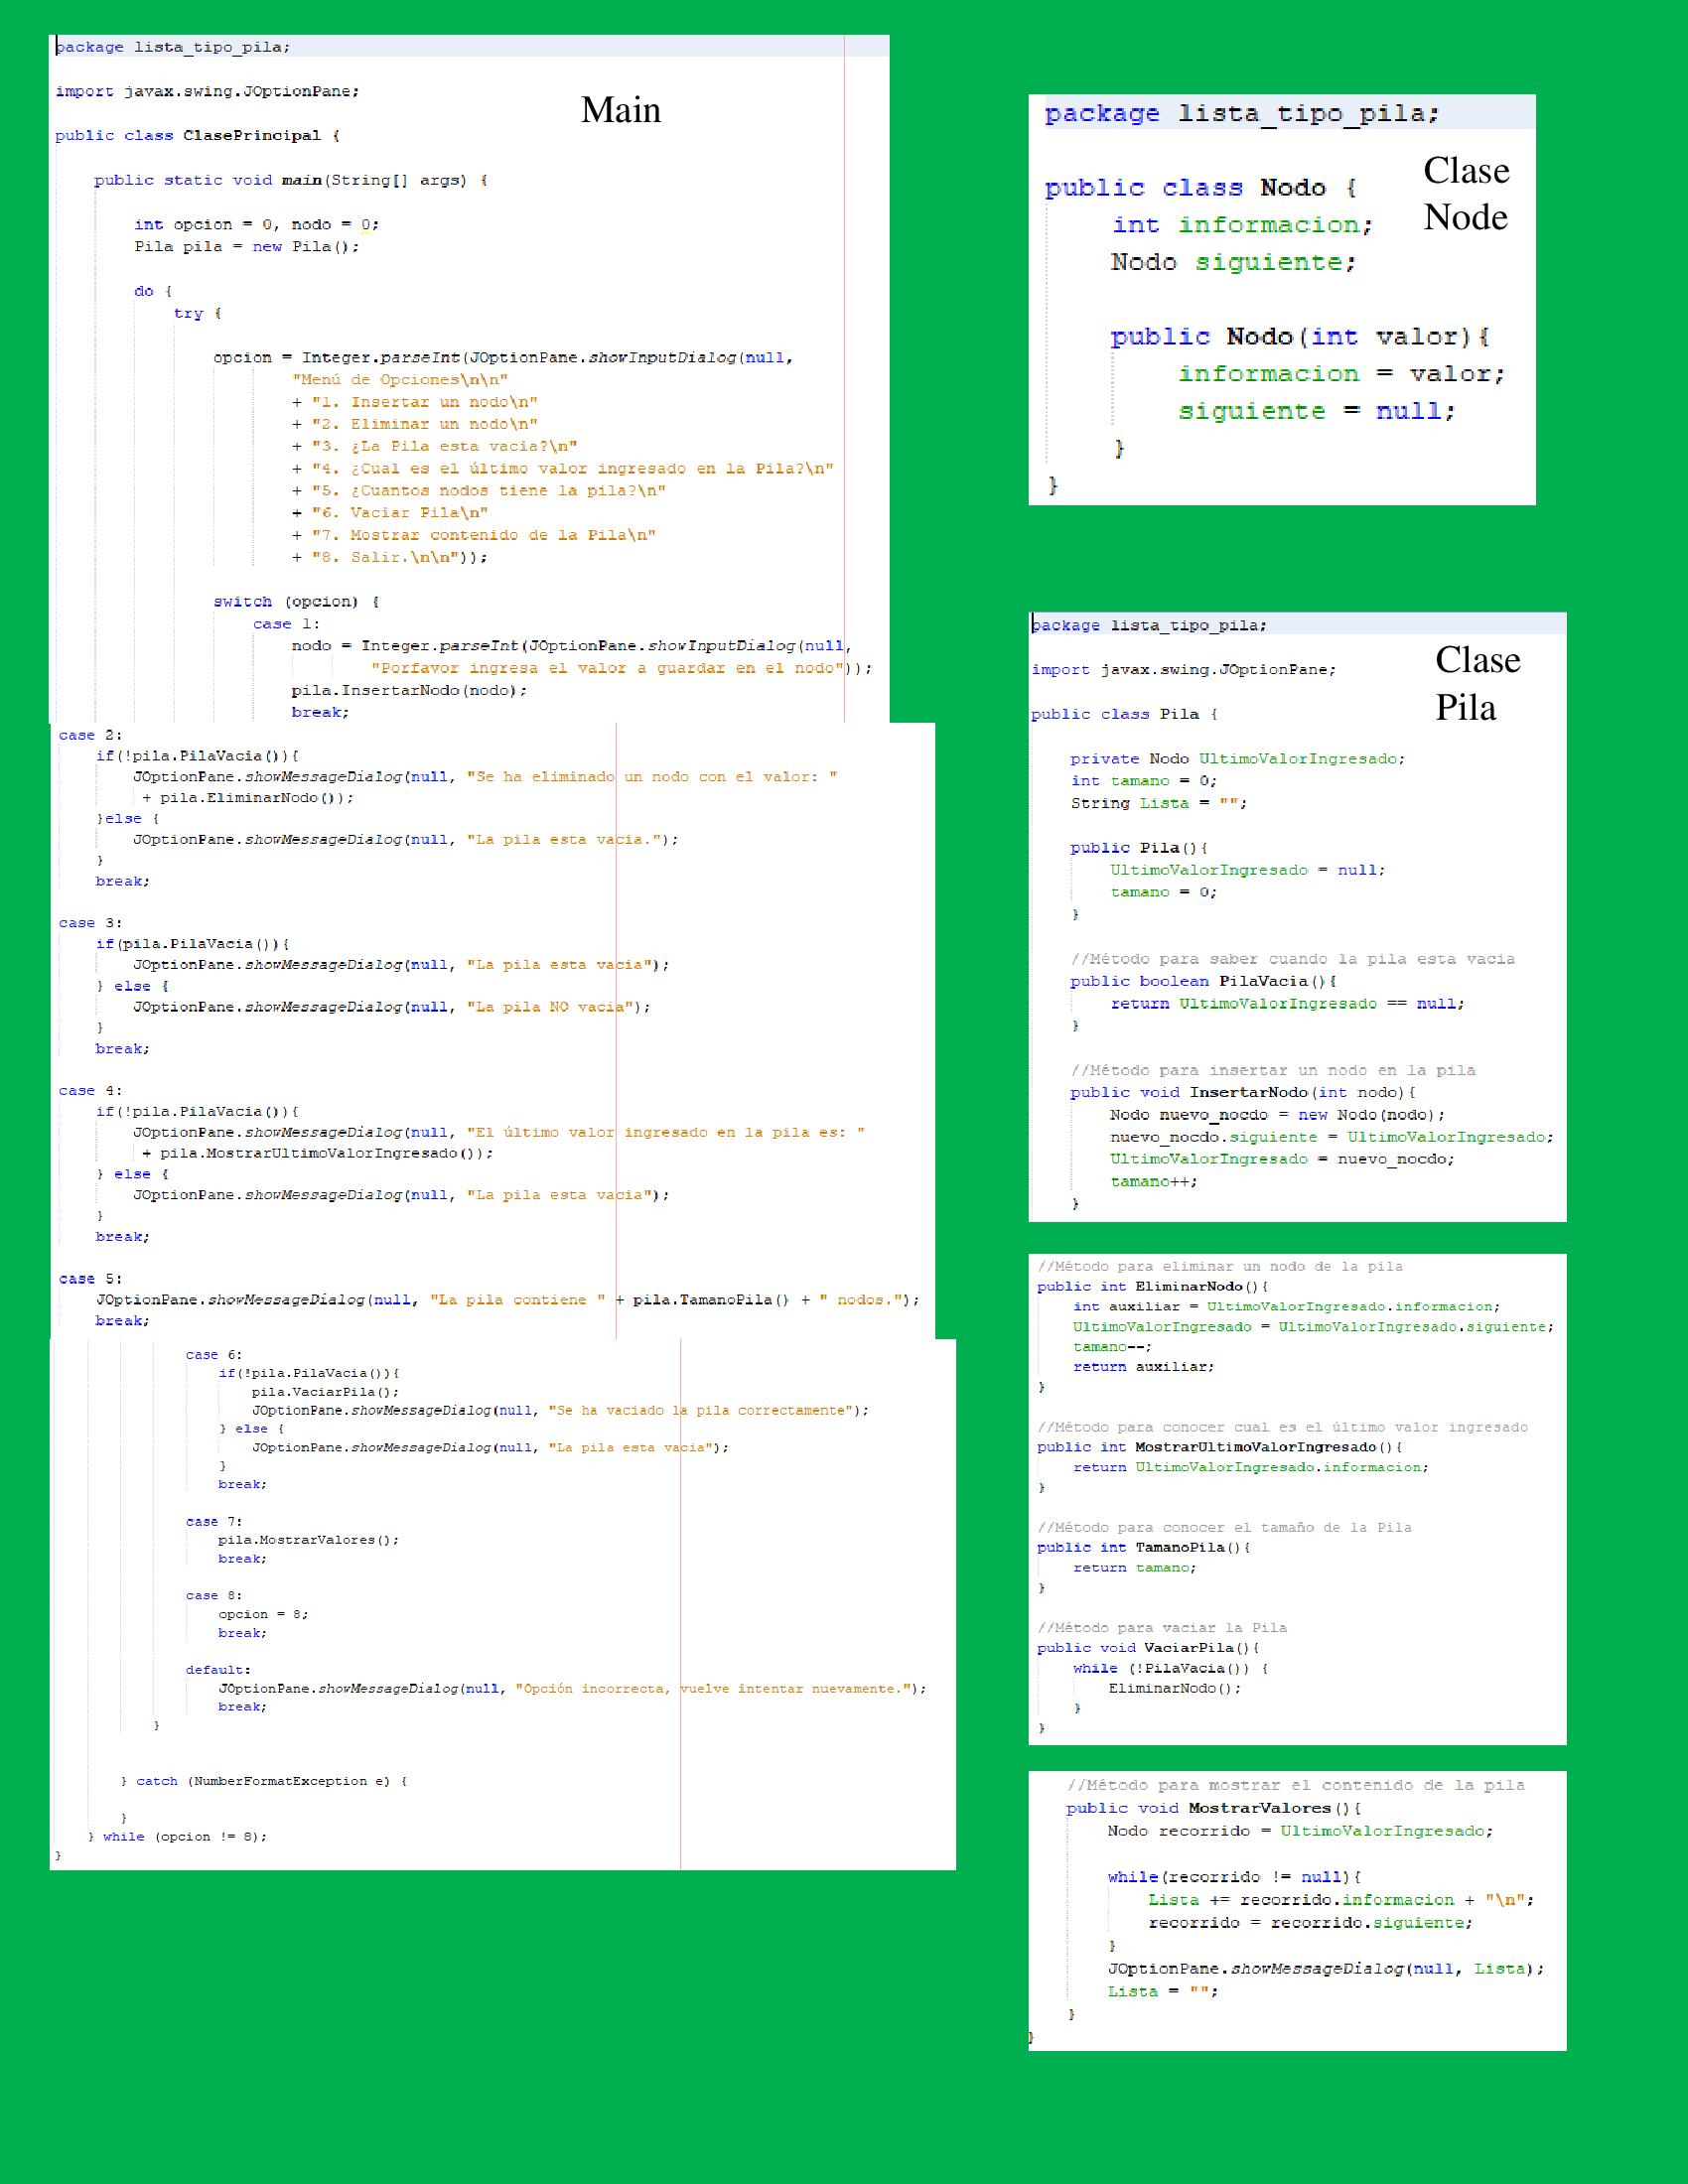 package lista_tipo_pila;
import javax.swing.JOptionPane;
Main
public class ClasePrincipal {
public static void main(String[] args) {
int opcion = 0, nodo = 0;
Pila pila = new Pila();
do {
try {
opcion = Integer.parseInt(JOptionPane.showInputDialog(null,
"Menú de Opciones\n\n"
+ "1. Insertar un nodo\n"
+ "2. Eliminar un nodo\n"
+ "3. ¿La Pila esta vacia?\n"
+ "4. ¿Cual es el último valor ingresado en la Pila?\n"
+ "5. ¿Cuantos nodos tiene la pila?\n"
+ "6. Vaciar Pila\n"
+ "7. Mostrar contenido de la Pila\n"
+ "8. Salir.\n\n"));
switch (opcion) {
case 1:
nodo = Integer.parseInt(JOptionPane.showInputDialog(null,
"Porfavor ingresa el valor a guardar en el nodo"));
pila.InsertarNodo(nodo);
break;
case 2:
if(!pila.PilaVacia()){
JOptionPane.showMessageDialog(null, "Se ha eliminado un nodo con el valor: "
+ pila.EliminarNodo());
}else {
JOptionPane.showMessageDialog(null, "La pila esta vacia.");
}
break;
case 3:
if(pila.PilaVacia()){
JOptionPane.showMessageDialog(null, "La pila esta vacia");
} else {
JOptionPane.showMessageDialog(null, "La pila NO vacia");
}
break;
case 4:
if(!pila.PilaVacia()){
JOptionPane.showMessageDialog(null, "El último valor ingresado en la pila es: "
+ pila.MostrarUltimoValorIngresado());
} else {
JOptionPane.showMessageDialog(null, "La pila esta vacia");
}
break;
case 5:
JOptionPane.showMessageDialog(null, "La pila contiene " + pila.TamanoPila() + " nodos.");
break;
case 6:
if(!pila.PilaVacia()){
pila.VaciarPila();
JOptionPane.showMessageDialog(null, "Se ha vaciado la pila correctamente");
} else {
JOptionPane.showMessageDialog(null, "La pila esta vacia");
}
break;
case 7:
pila.MostrarValores();
break;
case 8:
opcion = 8;
break;
default:
JOptionPane.showMessageDialog(null, "Opción incorrecta, vuelve intentar nuevamente.");
break;
}
} catch (NumberFormatException e) {
}
} while (opcion != 8);
}
package lista_tipo_pila;
Clase
Node
public class Nodo {
int informacion;
Nodo siguiente;
public Nodo(int valor){
informacion = valor;
siguiente = null;
}
}
package lista_tipo_pila;
Clase
Pila
import javax.swing.JOptionPane;
public class Pila {
private Nodo UltimoValorIngresado;
int tamano = 0;
String Lista = "";
public Pila(){
UltimoValorIngresado = null;
tamano = 0;
}
//Método para saber cuando la pila esta vacia
public boolean PilaVacia(){
return UltimoValorIngresado == null;
}
//Método para insertar un nodo en la pila
public void InsertarNodo(int nodo){
Nodo nuevo_nocdo = new Nodo(nodo);
nuevo_nocdo.siguiente = UltimoValorIngresado;
UltimoValorIngresado = nuevo_nocdo;
tamano++;
}
//Método para eliminar un nodo de la pila
public int EliminarNodo(){
int auxiliar = UltimoValorIngresado.informacion;
UltimoValorIngresado = UltimoValorIngresado.siguiente;
tamano--;
return auxiliar;
}
//Método para conocer cual es el último valor ingresado
public int MostrarUltimoValorIngresado(){
return UltimoValorIngresado.informacion;
}
//Método para conocer el tamaño de la Pila
public int TamanoPila(){
return tamano;
}
//Método para vaciar la Pila
public void VaciarPila(){
while (!PilaVacia()) {
EliminarNodo();
}
}
//Método para mostrar el contenido de la pila
public void MostrarValores(){
Nodo recorrido = UltimoValorIngresado;
while(recorrido != null){
Lista += recorrido.informacion + "\n";
recorrido = recorrido.siguiente;
}
JOptionPane.showMessageDialog(null, Lista);
Lista = "";
}
}